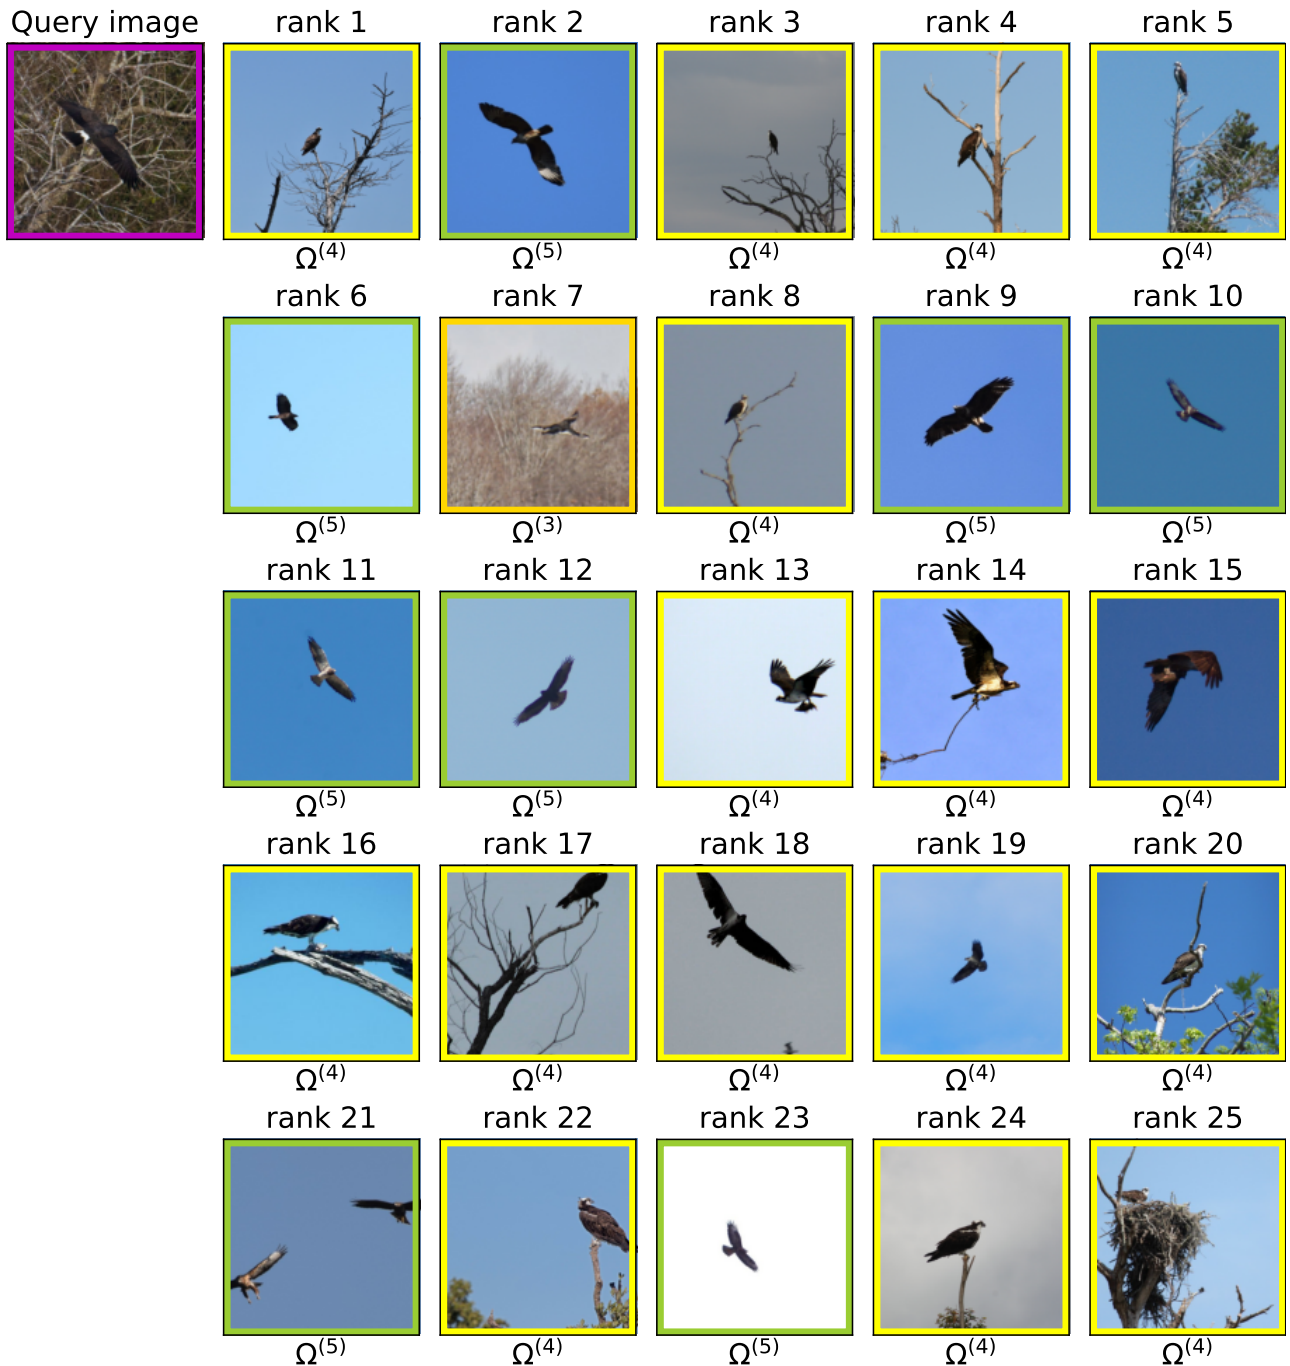 Query image rank 1 rank 2 rank 3 rank 4 rank 5
Ω(4) Ω(5) Ω(4) Ω(4) Ω(4)
rank 6 rank 7 rank 8 rank 9 rank 10
Ω(5) Ω(3) Ω(4) Ω(5) Ω(5)
rank 11 rank 12 rank 13 rank 14 rank 15
Ω(5) Ω(5) Ω(4) Ω(4) Ω(4)
rank 16 rank 17 rank 18 rank 19 rank 20
Ω(4) Ω(4) Ω(4) Ω(4) Ω(4)
rank 21 rank 22 rank 23 rank 24 rank 25
Ω(5) Ω(4) Ω(5) Ω(4) Ω(4)